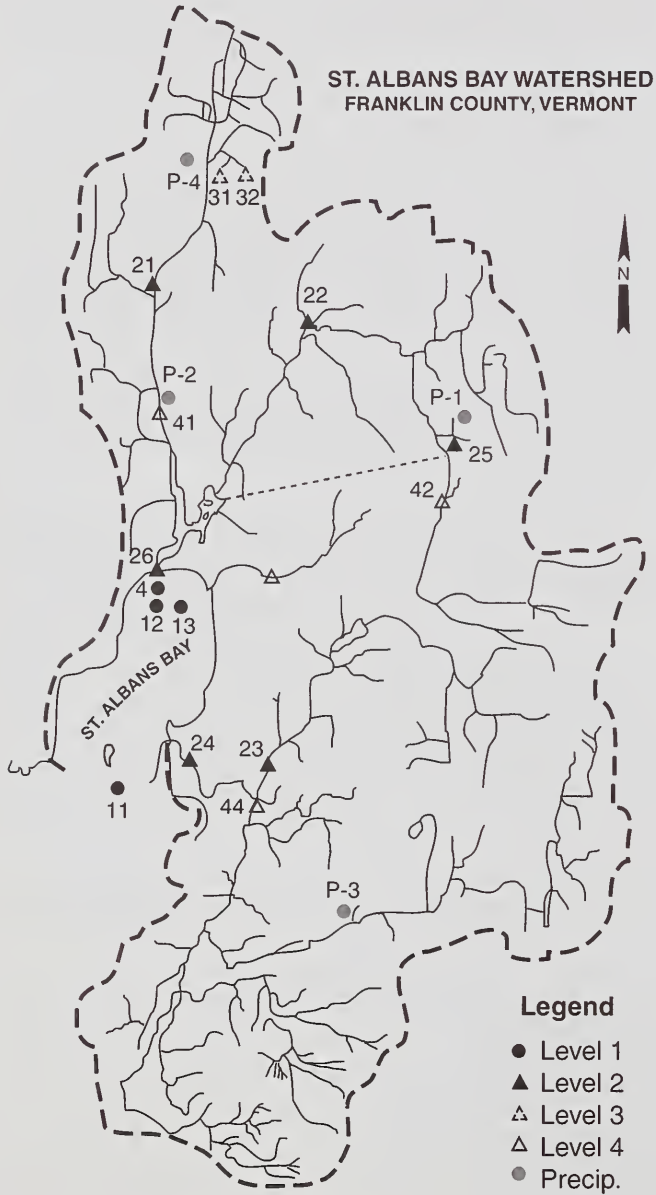 ST. ALBANS BAY WATERSHED
FRANKLIN COUNTY, VERMONT
P-4
31 32
N
21
22
P-2
41
P-1
25
42
26
4
12 13
ST. ALBANS BAY
24
23
11
44
P-3
Legend
Level 1
Level 2
Level 3
Level 4
Precip.